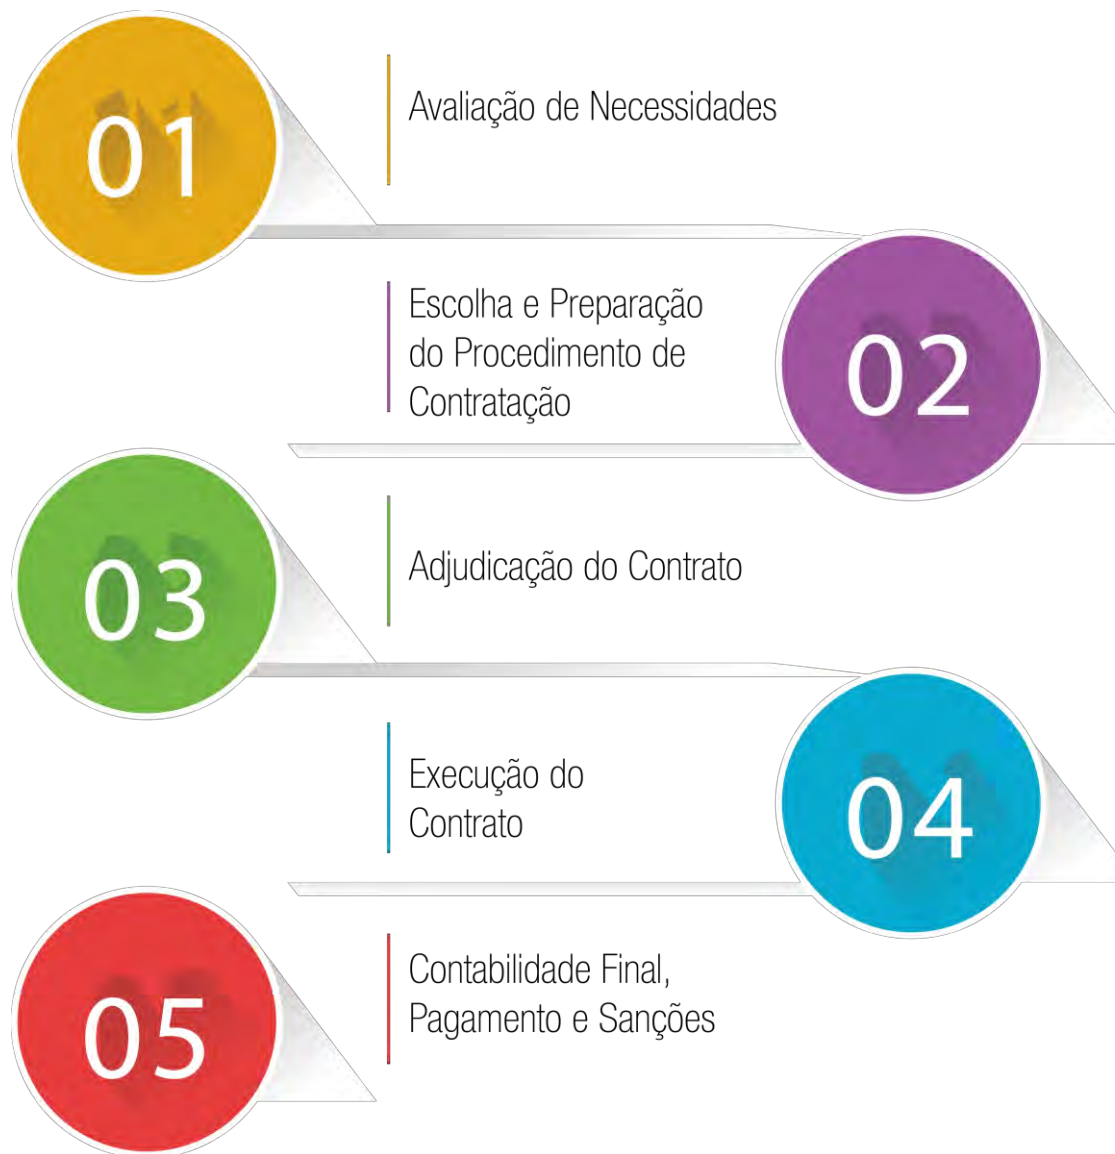 01
Avaliação de Necessidades
Escolha e Preparação
do Procedimento de
Contratação
02
03
Adjudicação do Contrato
Execução do
Contrato
04
05
Contabilidade Final,
Pagamento e Sanções